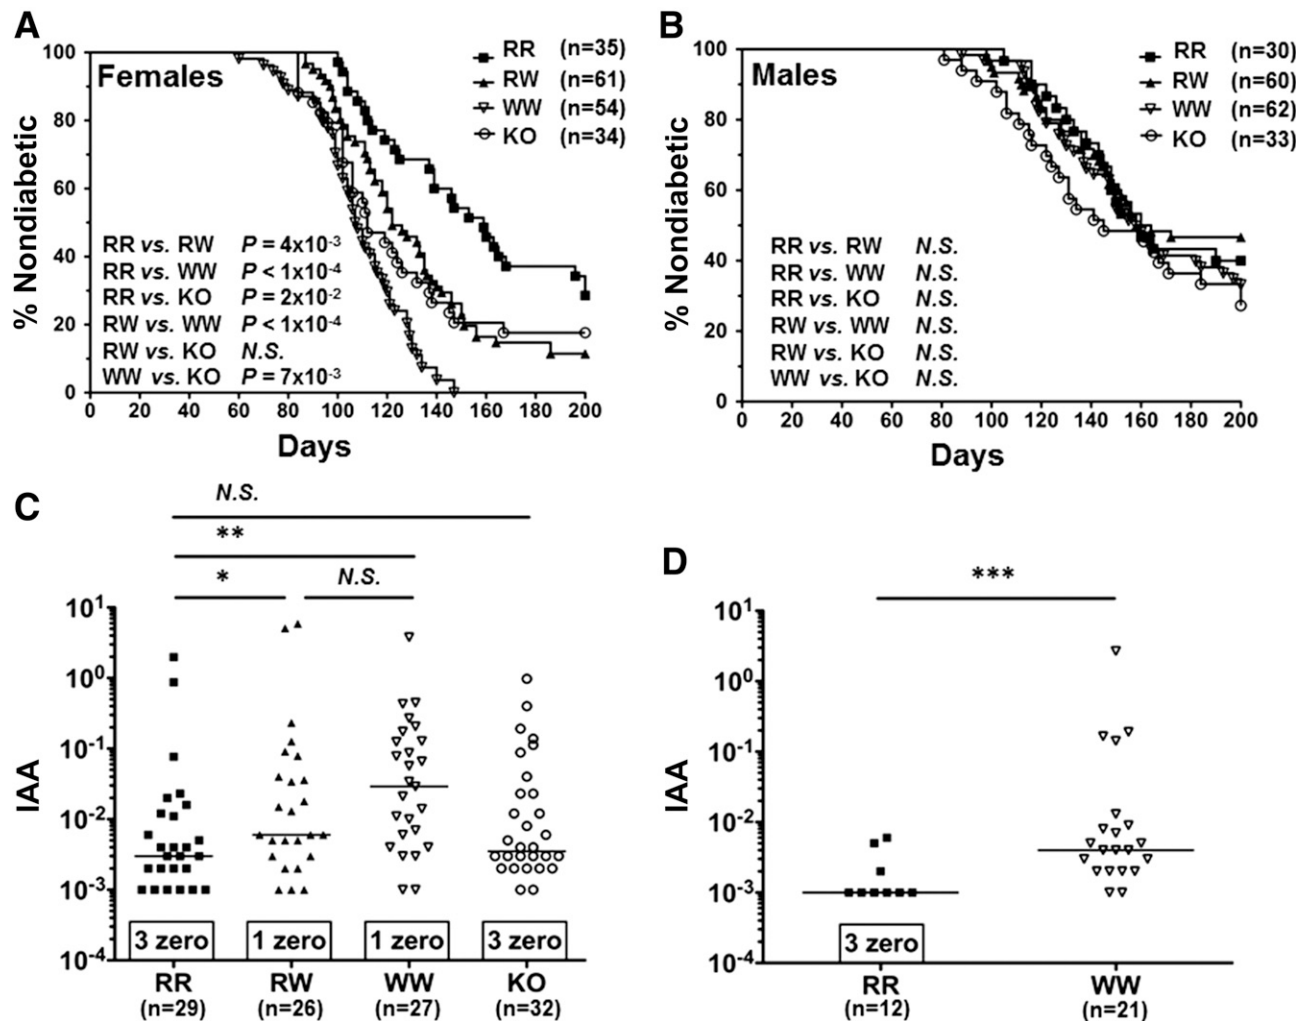 A
Females
RR (n=35)
RW (n=61)
WW (n=54)
KO (n=34)
100
80
60
40
20
0
% Nondiabetic
RR vs. RW P = 4x10-3
RR vs. WW P < 1x10-4
RR vs. KO P = 2x10-2
RW vs. WW P < 1x10-4
RW vs. KO N.S.
WW vs. KO P = 7x10-3
0 20 40 60 80 100 120 140 160 180 200
Days
B
Males
RR (n=30)
RW (n=60)
WW (n=62)
KO (n=33)
100
80
60
40
20
0
% Nondiabetic
RR vs. RW N.S.
RR vs. WW N.S.
RR vs. KO N.S.
RW vs. WW N.S.
RW vs. KO N.S.
WW vs. KO N.S.
0 20 40 60 80 100 120 140 160 180 200
Days
C
N.S.
**
* N.S.
101
100
10-1
10-2
10-3
10-4
IAA
3 zero 1 zero 1 zero 3 zero
RR RW WW KO
(n=29) (n=26) (n=27) (n=32)
D
***
101
100
10-1
10-2
10-3
10-4
IAA
3 zero
RR WW
(n=12) (n=21)